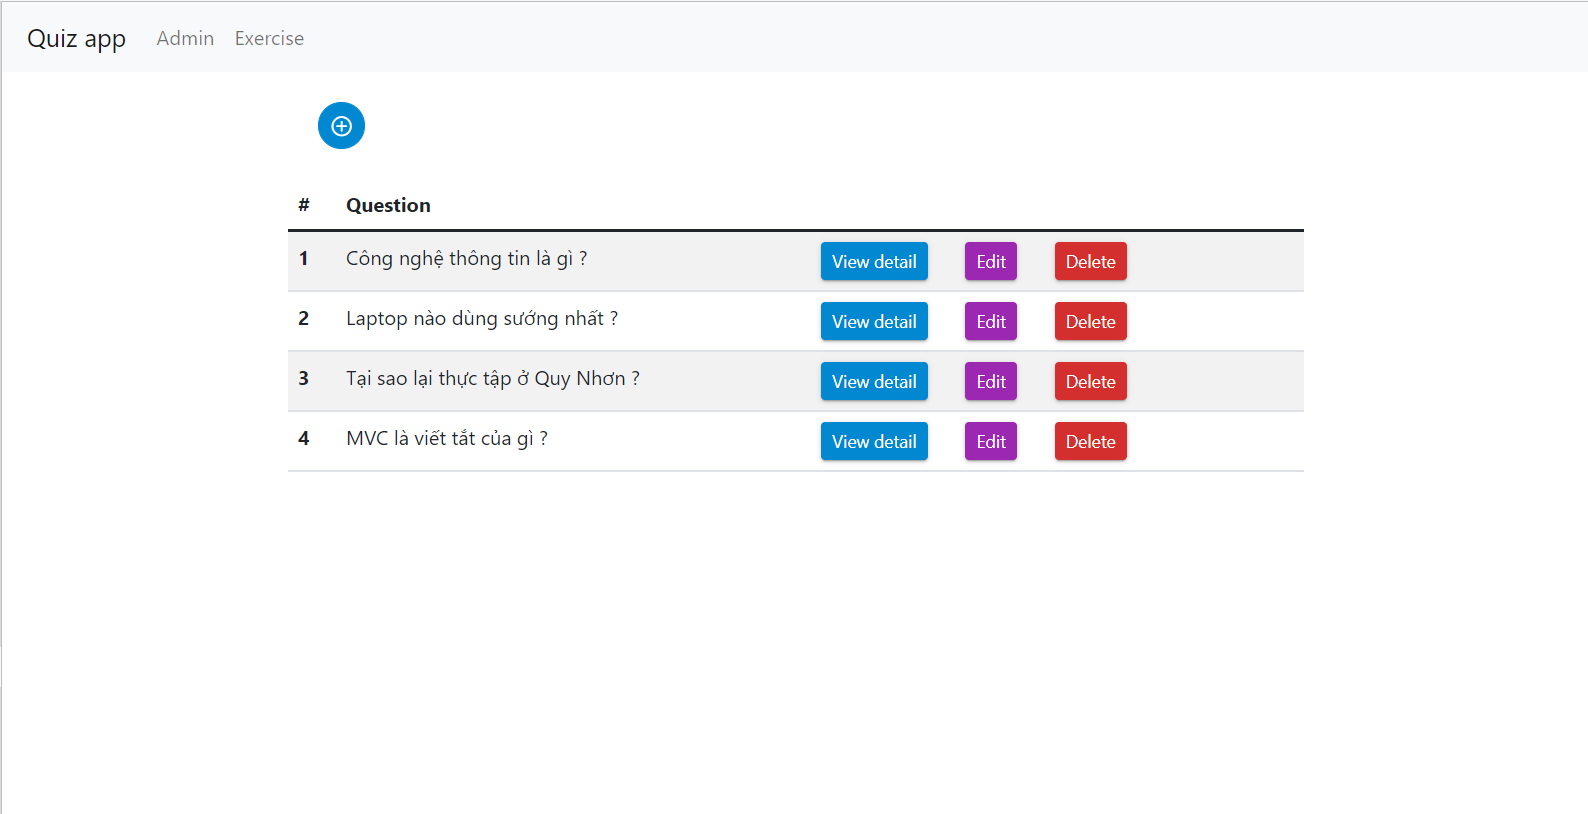 Quiz app Admin Exercise
# Question
1 Công nghệ thông tin là gì ? View detail Edit Delete
2 Laptop nào dùng sướng nhất ? View detail Edit Delete
3 Tại sao lại thực tập ở Quy Nhơn ? View detail Edit Delete
4 MVC là viết tắt của gì ? View detail Edit Delete